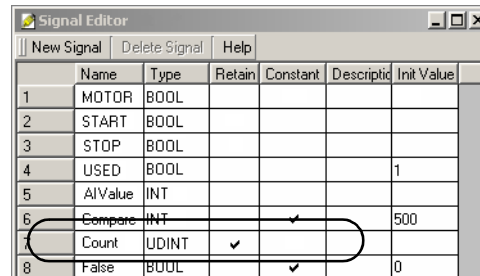 Signal Editor
New Signal Delete Signal Help
Name Type Retain Constant Descriptic Init Value
1 MOTOR BOOL
2 START BOOL
3 STOP BOOL
4 USED BOOL 1
5 AIValue INT
6 Compare INT ✓ 500
7 Count UDINT ✓
8 False BOOL ✓ 0